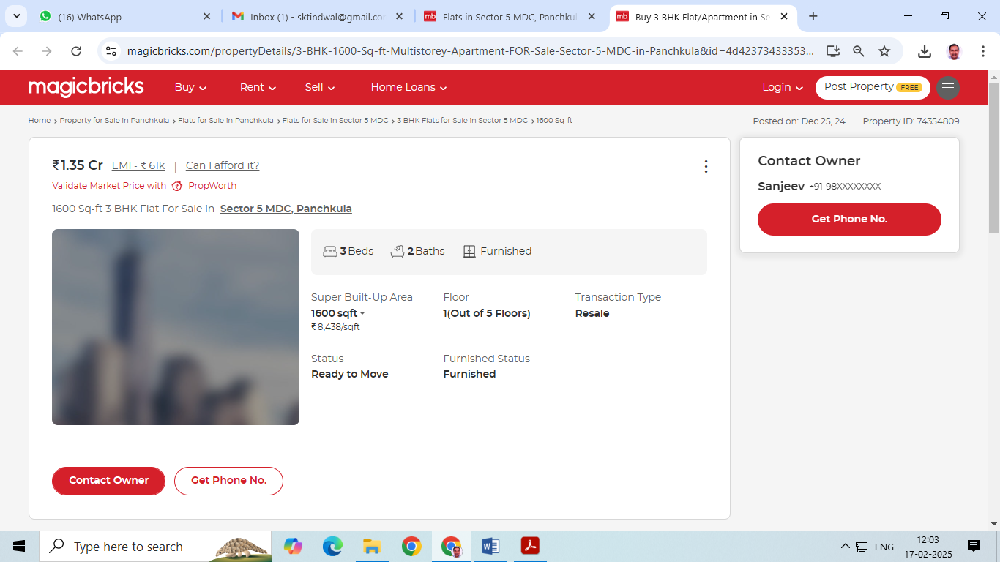 (16) WhatsApp
Inbox (1) - sktindwal@gmail.co
mb Flats in Sector 5 MDC, Panchkul
mb Buy 3 BHK Flat/Apartment in Se
magicbricks.com/propertyDetails/3-BHK-1600-Sq-ft-Multistorey-Apartment-FOR-Sale-Sector-5-MDC-in-Panchkula&id=4d42373433353...
magicbricks Buy Rent Sell Home Loans Login Post Property FREE
Home > Property for Sale in Panchkula > Flats for Sale in Panchkula > Flats for Sale in Sector 5 MDC > 3 BHK Flats for Sale in Sector 5 MDC > 1600 Sq-ft
Posted on: Dec 25, 24 Property ID: 74354809
₹1.35 Cr EMI - ₹ 61k | Can I afford it?
Validate Market Price with PropWorth
1600 Sq-ft 3 BHK Flat For Sale in Sector 5 MDC, Panchkula
3 Beds 2 Baths Furnished
Super Built-Up Area Floor Transaction Type
1600 sqft 1(Out of 5 Floors) Resale
₹8,438/sqft
Status Furnished Status
Ready to Move Furnished
Contact Owner Get Phone No.
Contact Owner
Sanjeev +91-98XXXXXXXX
Get Phone No.
Type here to search
ENG
12:03
17-02-2025